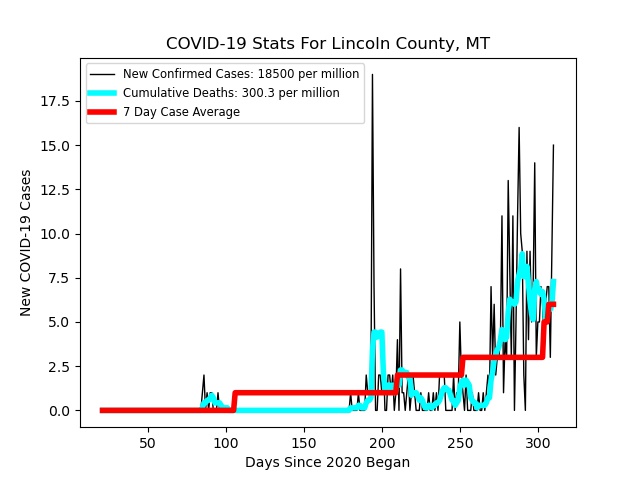 COVID-19 Stats For Lincoln County, MT
New Confirmed Cases: 18500 per million
Cumulative Deaths: 300.3 per million
7 Day Case Average
New COVID-19 Cases
17.5
15.0
12.5
10.0
7.5
5.0
2.5
0.0
50 100 150 200 250 300
Days Since 2020 Began